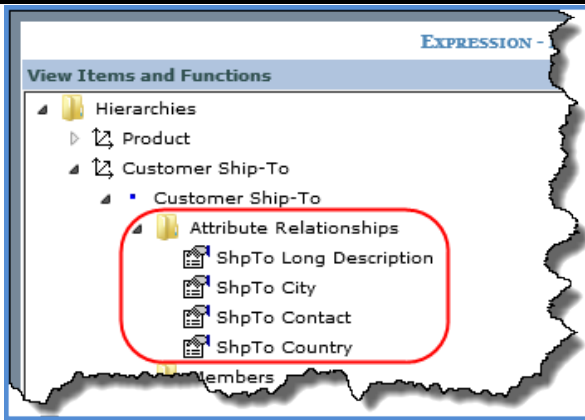 EXPRESSION -
View Items and Functions
Hierarchies
Product
Customer Ship-To
Customer Ship-To
Attribute Relationships
ShpTo Long Description
ShpTo City
ShpTo Contact
ShpTo Country
Members